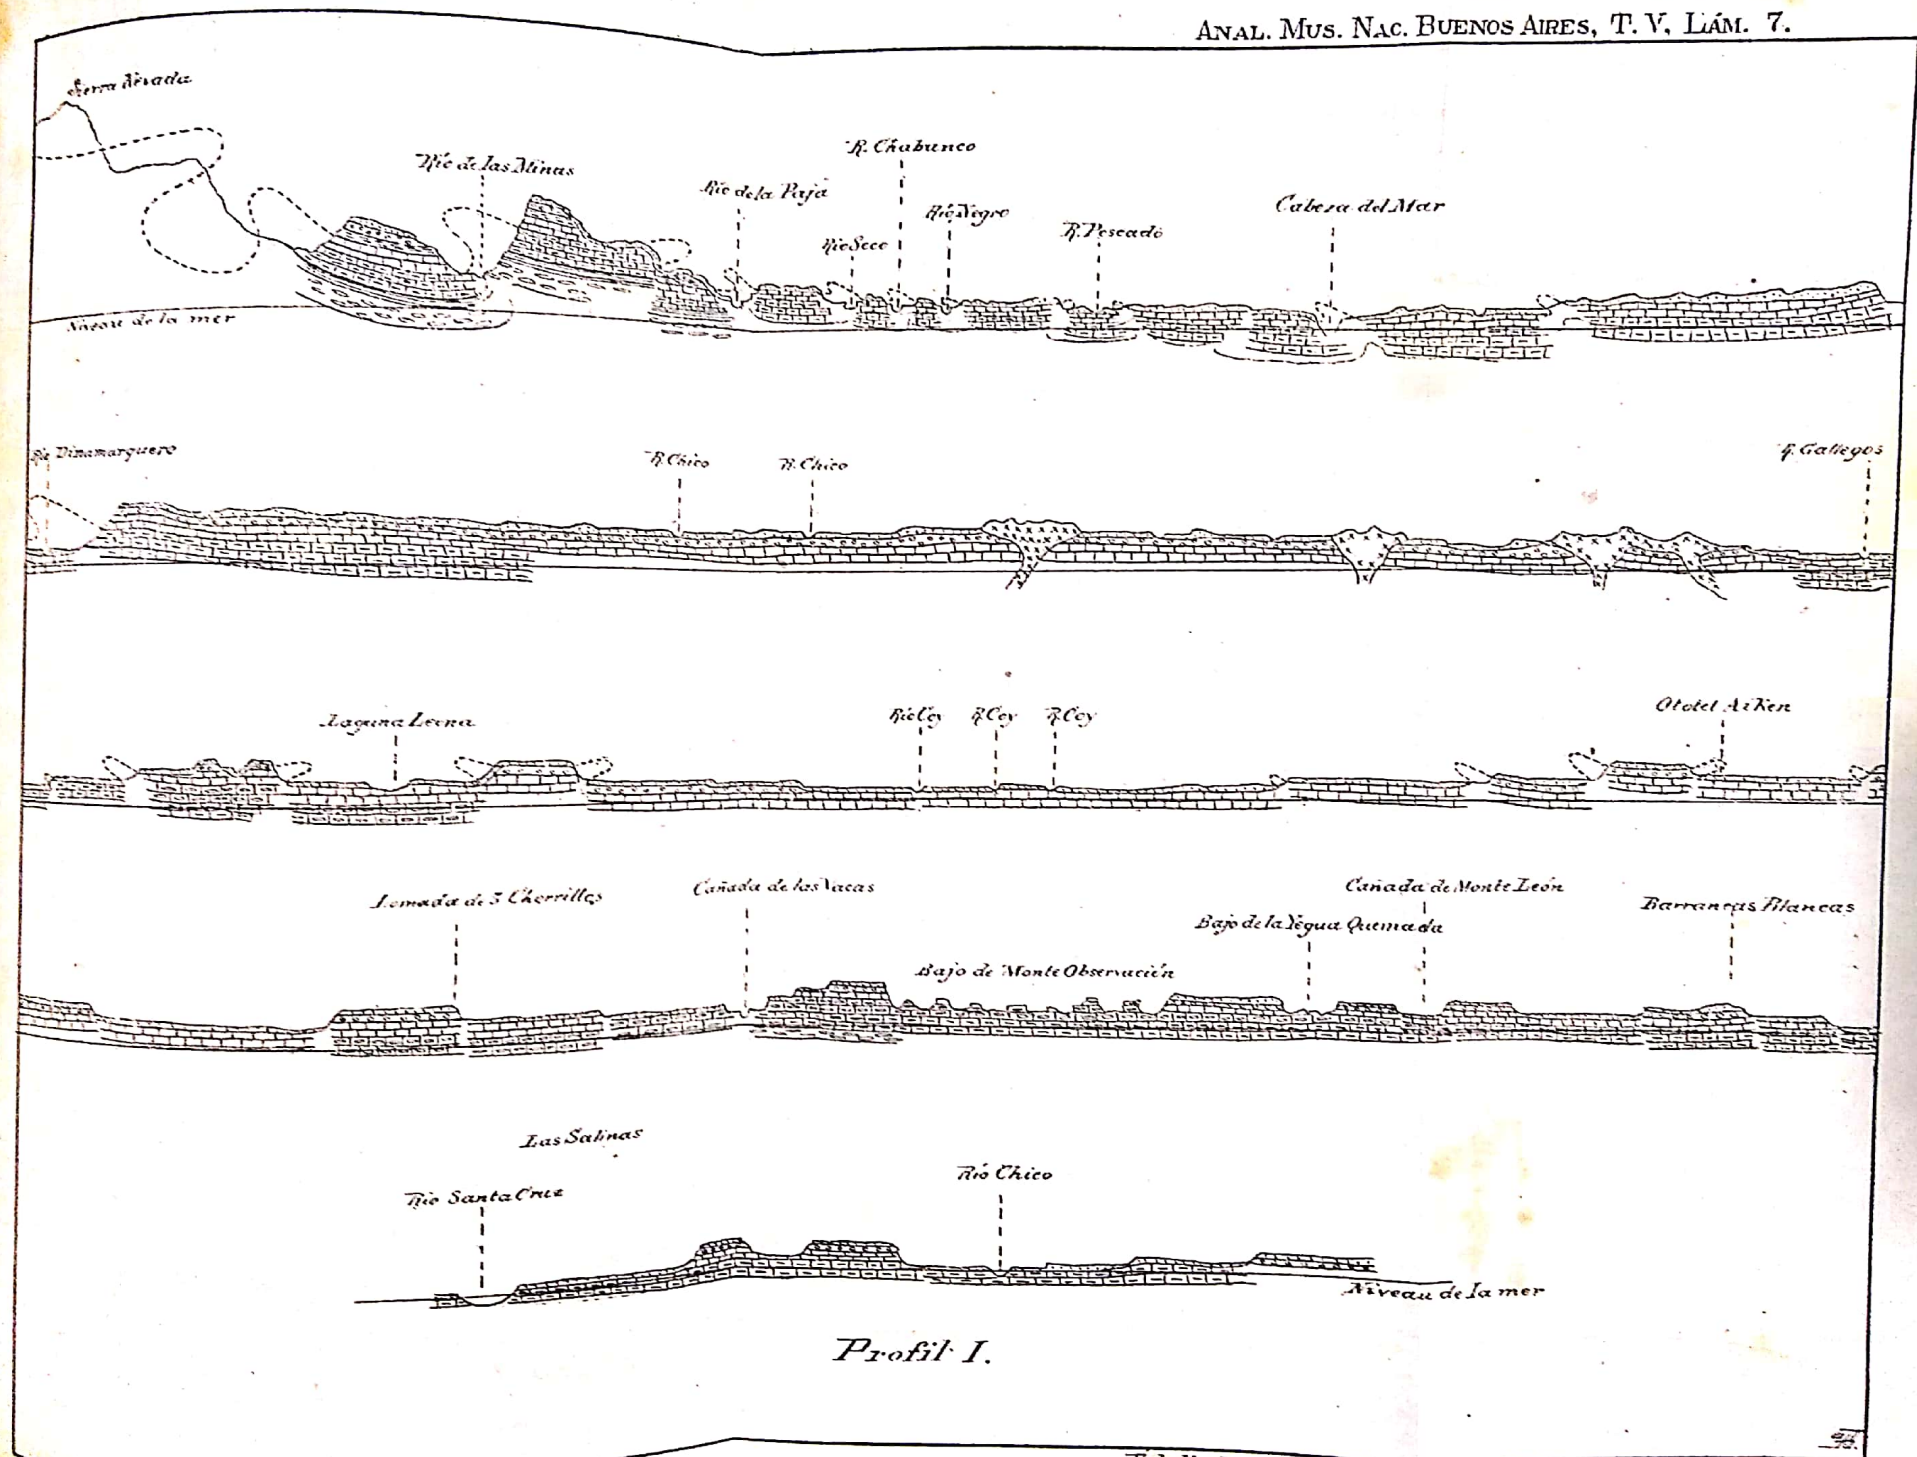 ANAL. MUS. NAC. BUENOS AIRES, T. V, LÁM. 7.
Sierra Nevada
Río de las Minas
Río de la Paja
Río Seco
R. Chabunco
Río Negro
R. Pescado
Cabeza del Mar
Niveau de la mer
Río Dinamarquero
R. Chico
R. Chico
R. Gallegos
Laguna Leona
Río Coy
R. Coy
R. Coy
Ototel Aiken
Lomada de 3 Chorrillos
Cañada de las Vacas
Bajo de Monte Observación
Bajo de la Yegua Quemada
Cañada de Monte León
Barrancas Blancas
Las Salinas
Río Santa Cruz
Río Chico
Niveau de la mer
Profil I.